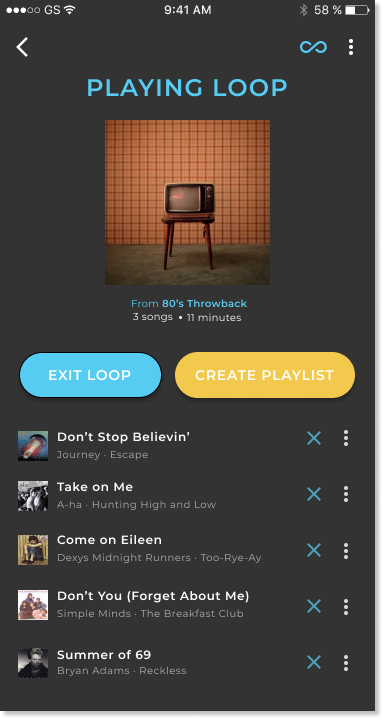 ●●●○○ GS 9:41 AM 58 %
PLAYING LOOP
From 80’s Throwback
3 songs • 11 minutes
EXIT LOOP CREATE PLAYLIST
Don’t Stop Believin’
Journey · Escape
Take on Me
A-ha · Hunting High and Low
Come on Eileen
Dexys Midnight Runners · Too-Rye-Ay
Don’t You (Forget About Me)
Simple Minds · The Breakfast Club
Summer of 69
Bryan Adams · Reckless